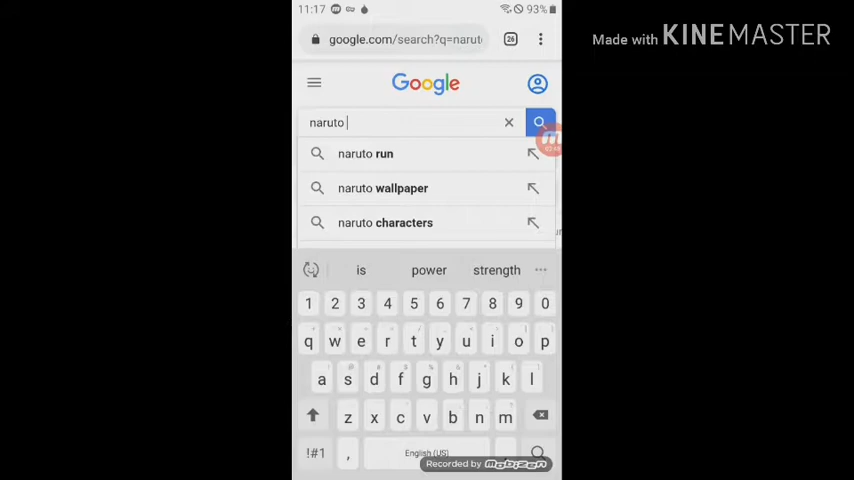 11:17 93%
Made with KINEMASTER
google.com/search?q=narut
26
Google
naruto
naruto run
naruto wallpaper
naruto characters
is power strength
1 2 3 4 5 6 7 8 9 0
q w e r t y u i o p
a s d f g h j k l
z x c v b n m
!#1 , English (US)
Recorded by mobizen